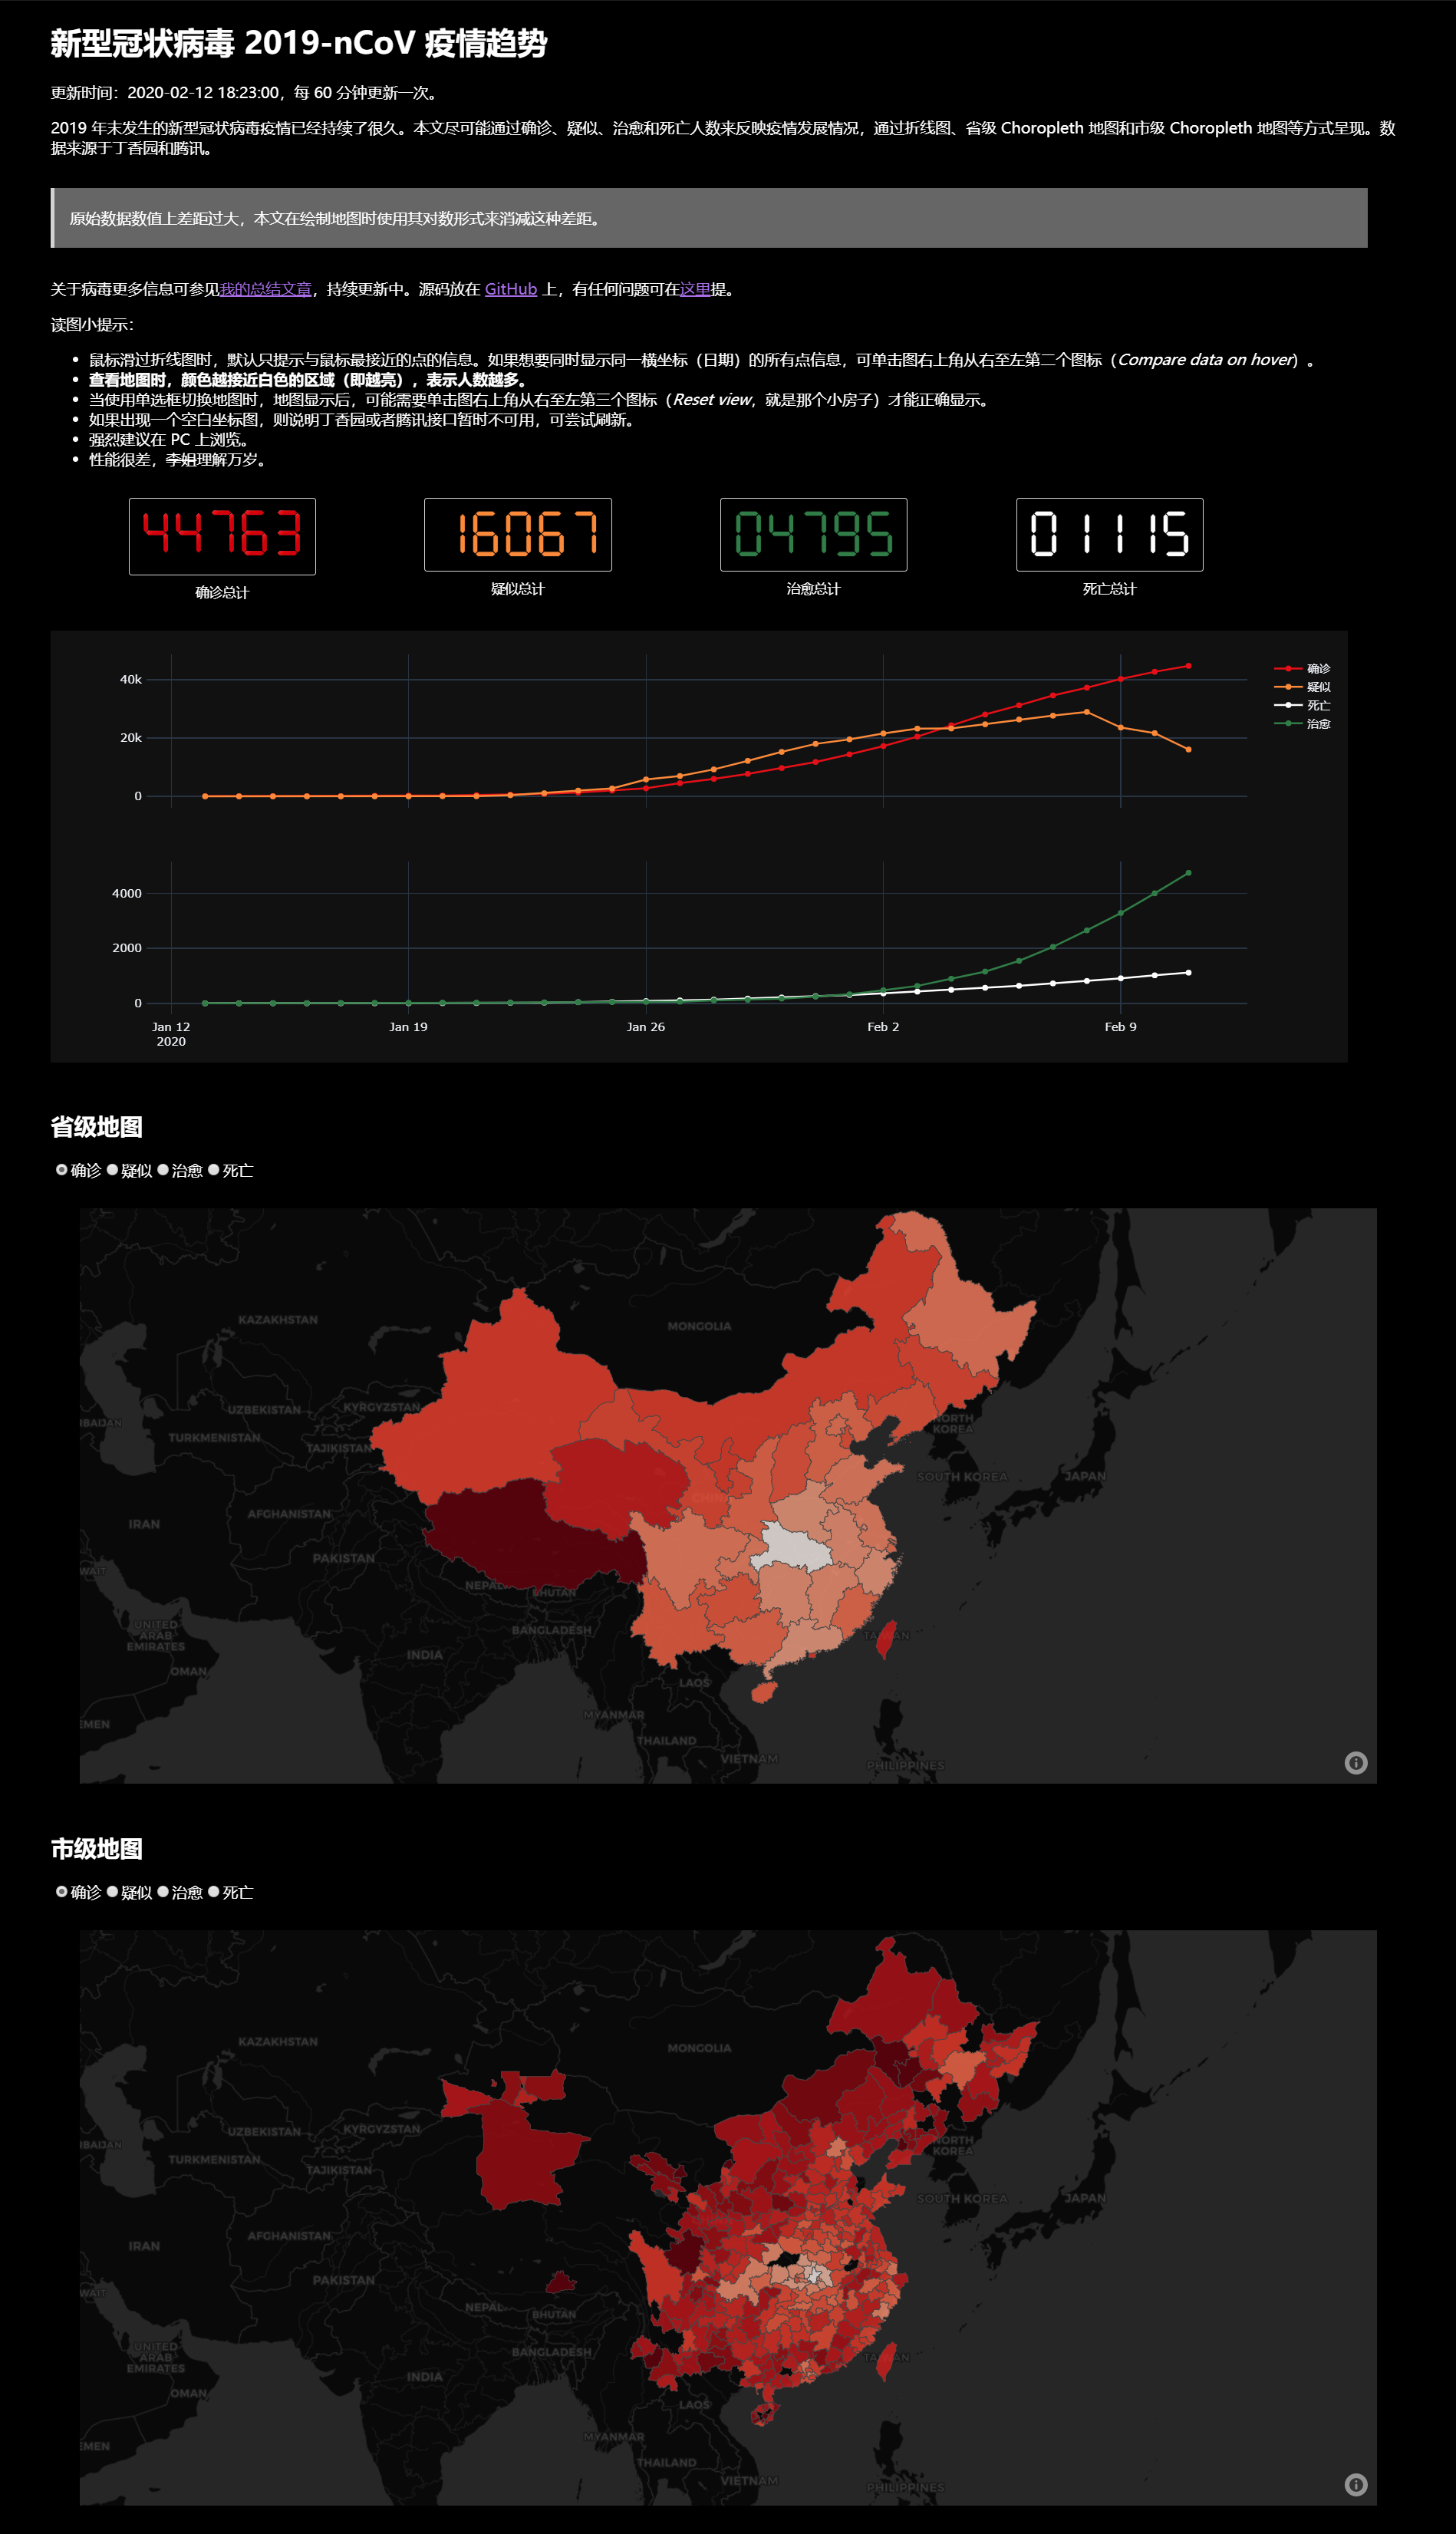 新型冠状病毒 2019-nCoV 疫情趋势
更新时间：2020-02-12 18:23:00，每 60 分钟更新一次。
2019 年末发生的新型冠状病毒疫情已经持续了很久。本文尽可能通过确诊、疑似、治愈和死亡人数来反映疫情发展情况，通过折线图、省级 Choropleth 地图和市级 Choropleth 地图等方式呈现。数
据来源于丁香园和腾讯。
原始数据数值上差距过大，本文在绘制地图时使用其对数形式来消减这种差距。
关于病毒更多信息可参见我的总结文章，持续更新中。源码放在 GitHub 上，有任何问题可在这里提。
读图小提示：
鼠标滑过折线图时，默认只提示与鼠标最接近的点的信息。如果想要同时显示同一横坐标（日期）的所有点信息，可单击图右上角从右至左第二个图标（Compare data on hover）。
查看地图时，颜色越接近白色的区域（即越亮），表示人数越多。
当使用单选框切换地图时，地图显示后，可能需要单击图右上角从右至左第三个图标（Reset view，就是那个小房子）才能正确显示。
如果出现一个空白坐标图，则说明丁香园或者腾讯接口暂时不可用，可尝试刷新。
强烈建议在 PC 上浏览。
性能很差，李姐理解万岁。
44763 16067 04795 01115
确诊总计 疑似总计 治愈总计 死亡总计
40k
20k
0
确诊
疑似
死亡
治愈
4000
2000
0
Jan 12 Jan 19 Jan 26 Feb 2 Feb 9
2020
省级地图
确诊 疑似 治愈 死亡
KAZAKHSTAN
MONGOLIA
UZBEKISTAN
KYRGYZSTAN
BAIJAN
TURKMENISTAN
TAJIKISTAN
NORTH
KOREA
SOUTH KOREA
JAPAN
CHINA
AFGHANISTAN
IRAN
PAKISTAN
WAIT
NEPAL
BHUTAN
UNITED
ARAB
EMIRATES
BANGLADESH
TAIWAN
INDIA
OMAN
LAOS
EMEN
MYANMAR
THAILAND
VIETNAM
PHILIPPINES
市级地图
确诊 疑似 治愈 死亡
KAZAKHSTAN
MONGOLIA
UZBEKISTAN
KYRGYZSTAN
BAIJAN
TURKMENISTAN
TAJIKISTAN
NORTH
KOREA
SOUTH KOREA
JAPAN
AFGHANISTAN
IRAN
PAKISTAN
WAIT
NEPAL
BHUTAN
UNITED
ARAB
EMIRATES
BANGLADESH
TAIWAN
INDIA
OMAN
LAOS
EMEN
MYANMAR
THAILAND
VIETNAM
PHILIPPINES